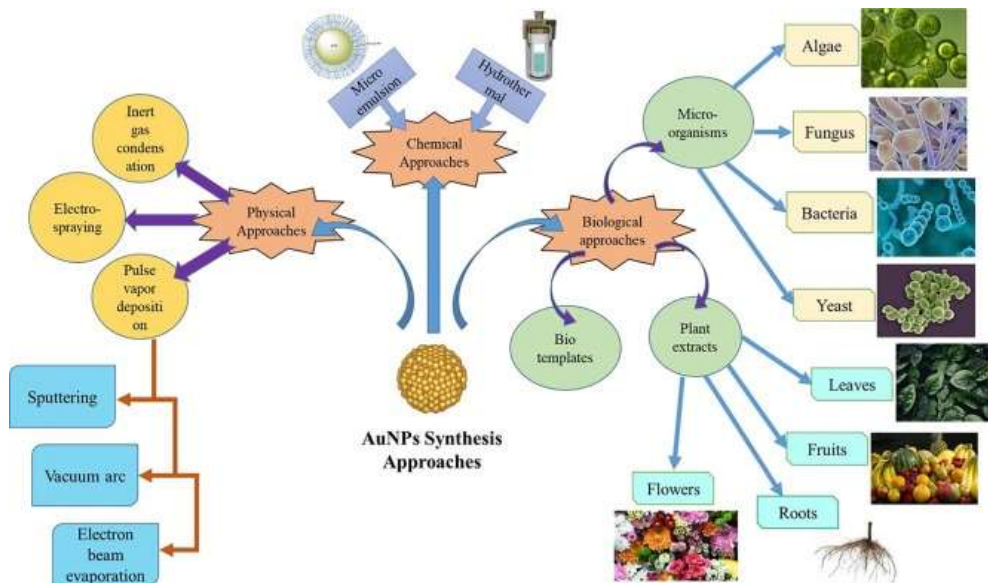 Micro
emulsion
Hydrother
mal
Chemical
Approaches
Inert
gas
condens
ation
Electro-
spraying
Pulse
vapor
depositi
on
Physical
Approaches
Sputtering
Vacuum arc
Electron
beam
evaporation
AuNPs Synthesis
Approaches
Biological
approaches
Micro-
organisms
Algae
Fungus
Bacteria
Yeast
Bio
templates
Plant
extracts
Leaves
Fruits
Roots
Flowers